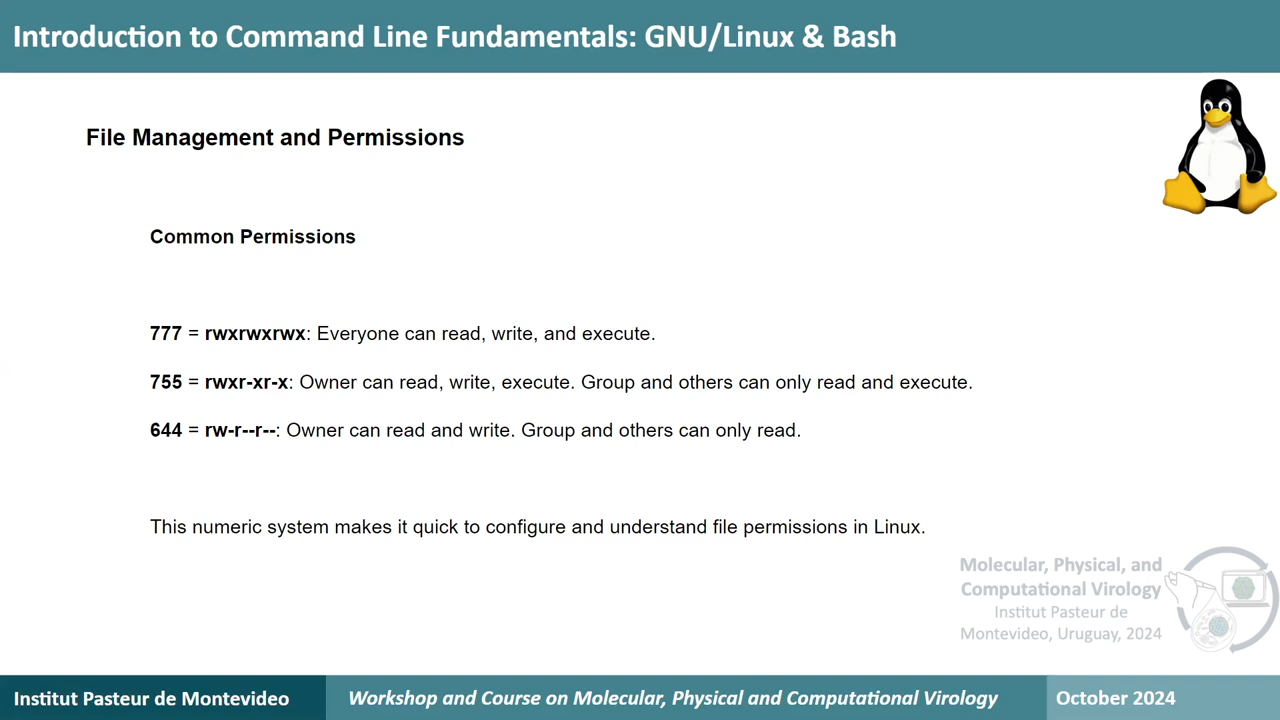 Introduction to Command Line Fundamentals: GNU/Linux & Bash
File Management and Permissions
Common Permissions
777 = rwxrwxrwx: Everyone can read, write, and execute.
755 = rwxr-xr-x: Owner can read, write, execute. Group and others can only read and execute.
644 = rw-r--r--: Owner can read and write. Group and others can only read.
This numeric system makes it quick to configure and understand file permissions in Linux.
Molecular, Physical, and
Computational Virology
Institut Pasteur de
Montevideo, Uruguay, 2024
Institut Pasteur de Montevideo
Workshop and Course on Molecular, Physical and Computational Virology
October 2024